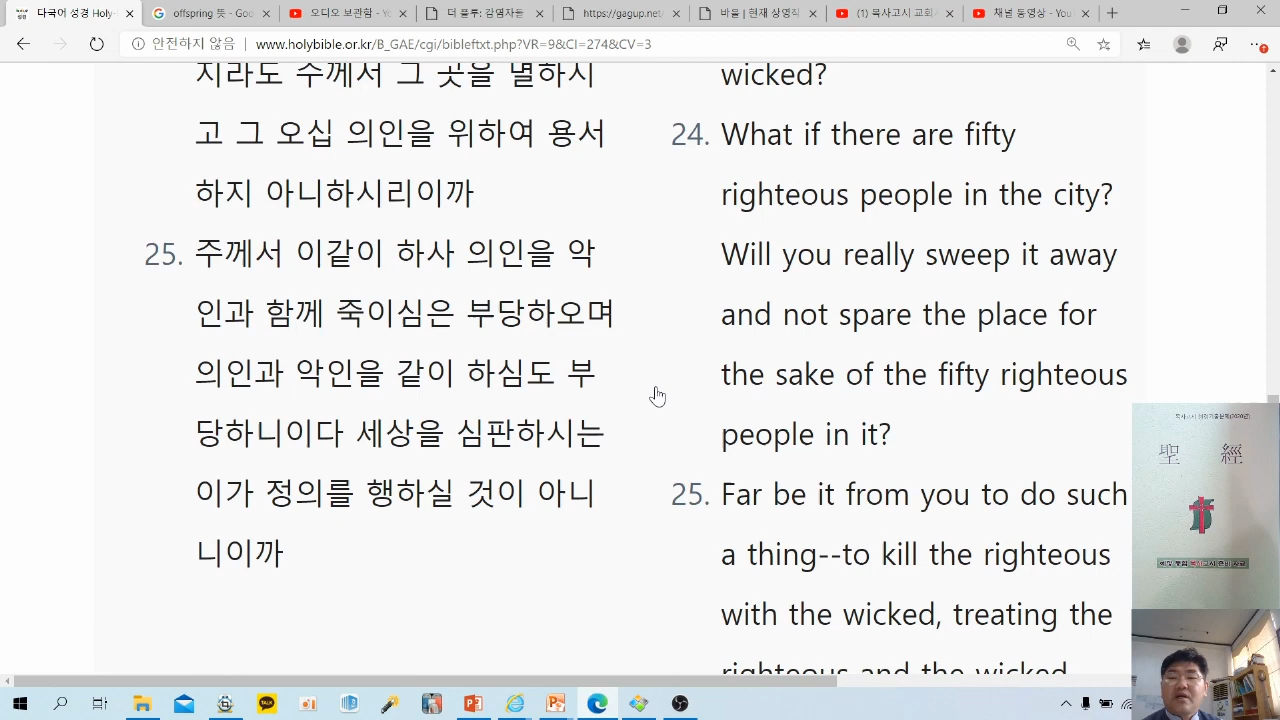 다국어 성경 Holy-
offspring 뜻 - Goo
오디오 보관함 - Yo
더 플루: 감염자들
https://gagup.net/
바울 | 현재 상영작
(1) 목사고시 교회사
채널 동영상 - You
안전하지 않음
www.holybible.or.kr/B_GAE/cgi/bibleftxt.php?VR=9&CI=274&CV=3
지라도 주께서 그 곳을 멸하시
고 그 오십 의인을 위하여 용서
하지 아니하시리이까
25. 주께서 이같이 하사 의인을 악
인과 함께 죽이심은 부당하오며
의인과 악인을 같이 하심도 부
당하니이다 세상을 심판하시는
이가 정의를 행하실 것이 아니
니이까
wicked?
24. What if there are fifty
righteous people in the city?
Will you really sweep it away
and not spare the place for
the sake of the fifty righteous
people in it?
25. Far be it from you to do such
a thing--to kill the righteous
with the wicked, treating the
righteous and the wicked
聖 經
TALK